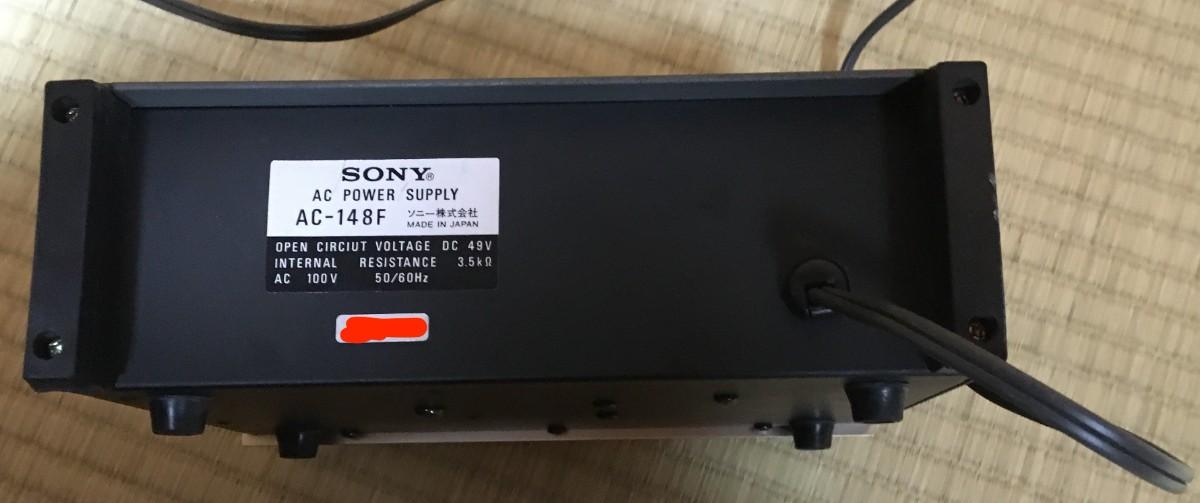 SONY®
AC POWER SUPPLY
AC-148F ソニー株式会社
MADE IN JAPAN
OPEN CIRCIUT VOLTAGE DC 49V
INTERNAL RESISTANCE 3.5kΩ
AC 100V 50/60Hz